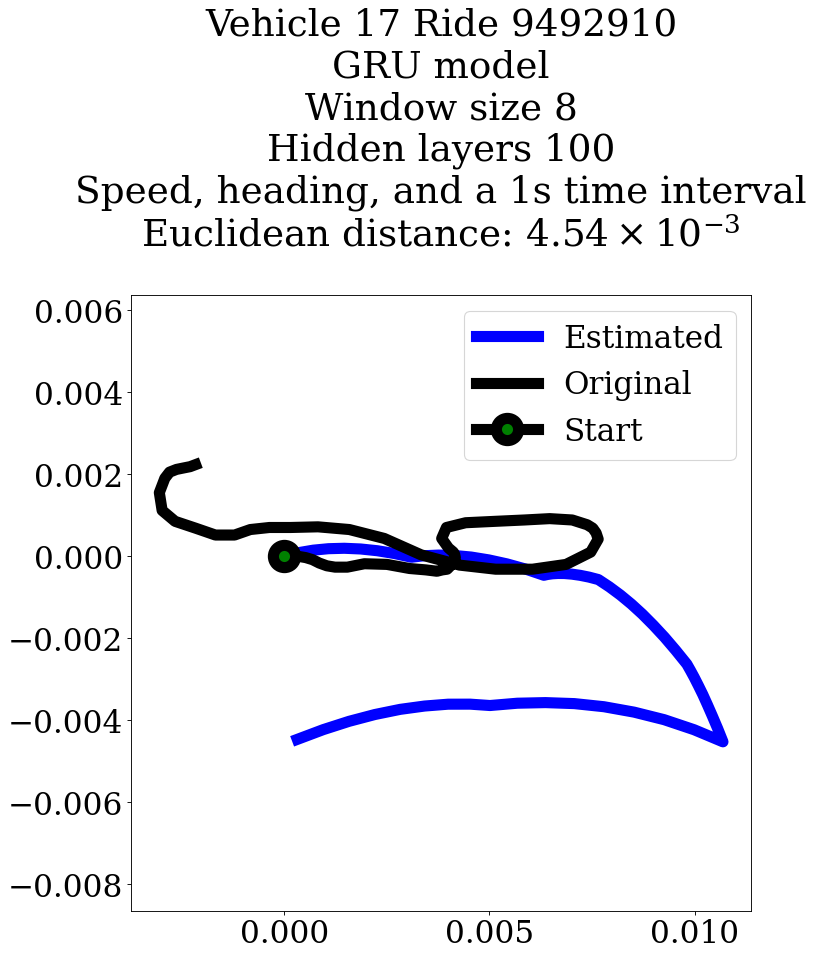 Vehicle 17 Ride 9492910
GRU model
Window size 8
Hidden layers 100
Speed, heading, and a 1s time interval
Euclidean distance: 4.54 × 10⁻³
0.006
0.004
0.002
0.000
−0.002
−0.004
−0.006
−0.008
Estimated
Original
Start
0.000 0.005 0.010